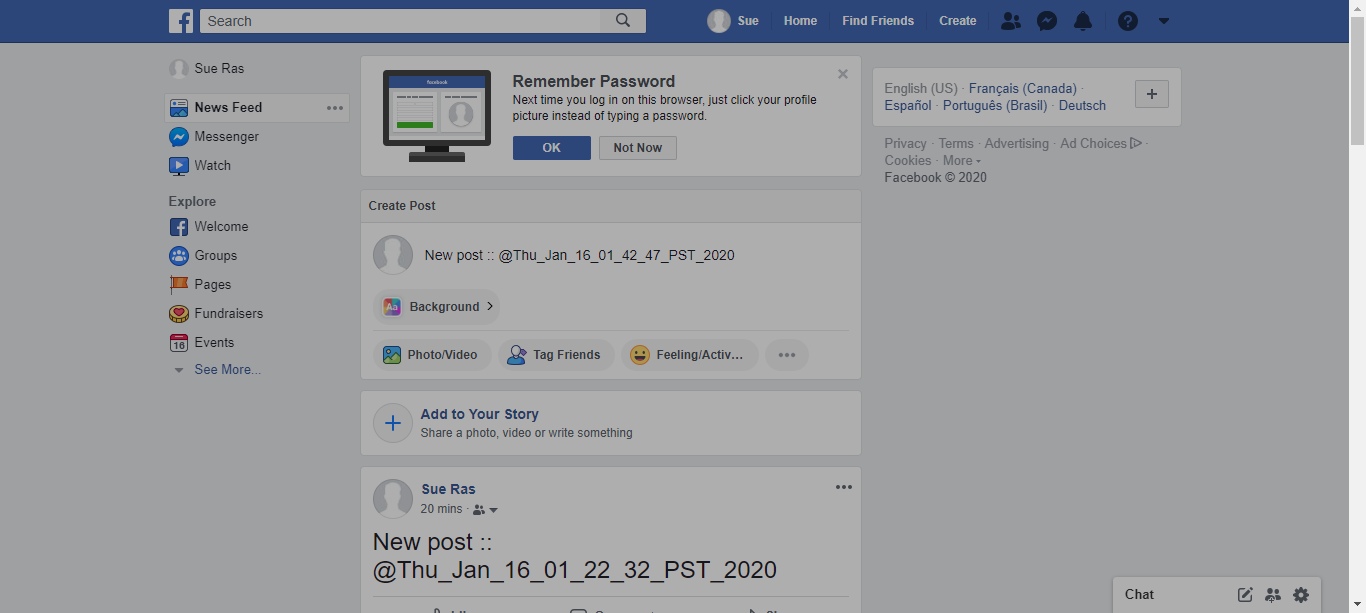 Search
Sue
Home
Find Friends
Create
Sue Ras
News Feed
Messenger
Watch
Explore
Welcome
Groups
Pages
Fundraisers
16
Events
See More...
facebook
Remember Password
Next time you log in on this browser, just click your profile
picture instead of typing a password.
OK
Not Now
Create Post
New post :: @Thu_Jan_16_01_42_47_PST_2020
Aa Background
Photo/Video
Tag Friends
Feeling/Activ...
Add to Your Story
Share a photo, video or write something
Sue Ras
20 mins ·
New post ::
@Thu_Jan_16_01_22_32_PST_2020
English (US) · Français (Canada) ·
Español · Português (Brasil) · Deutsch
Privacy · Terms · Advertising · Ad Choices ·
Cookies · More
Facebook © 2020
Chat